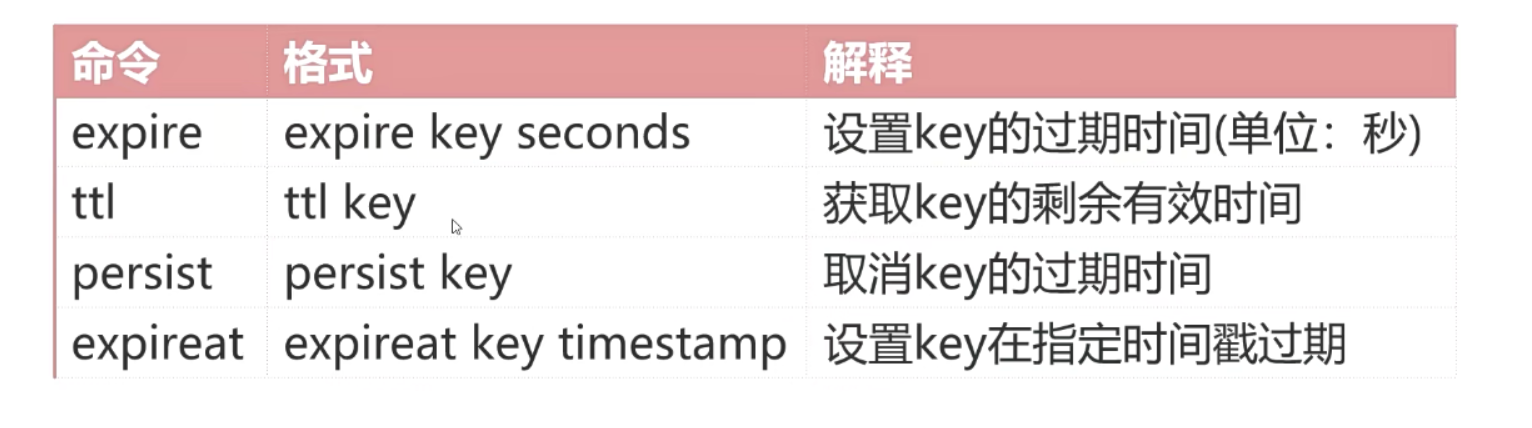 命令 格式 解释
expire expire key seconds 设置key的过期时间(单位：秒)
ttl ttl key 获取key的剩余有效时间
persist persist key 取消key的过期时间
expireat expireat key timestamp 设置key在指定时间戳过期